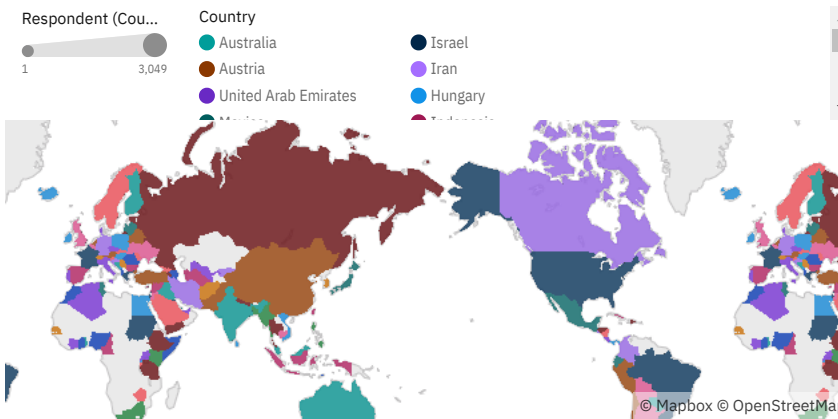 Respondent (Cou...
1
3,049
Country
Australia
Austria
United Arab Emirates
Israel
Iran
Hungary
© Mapbox © OpenStreetMa